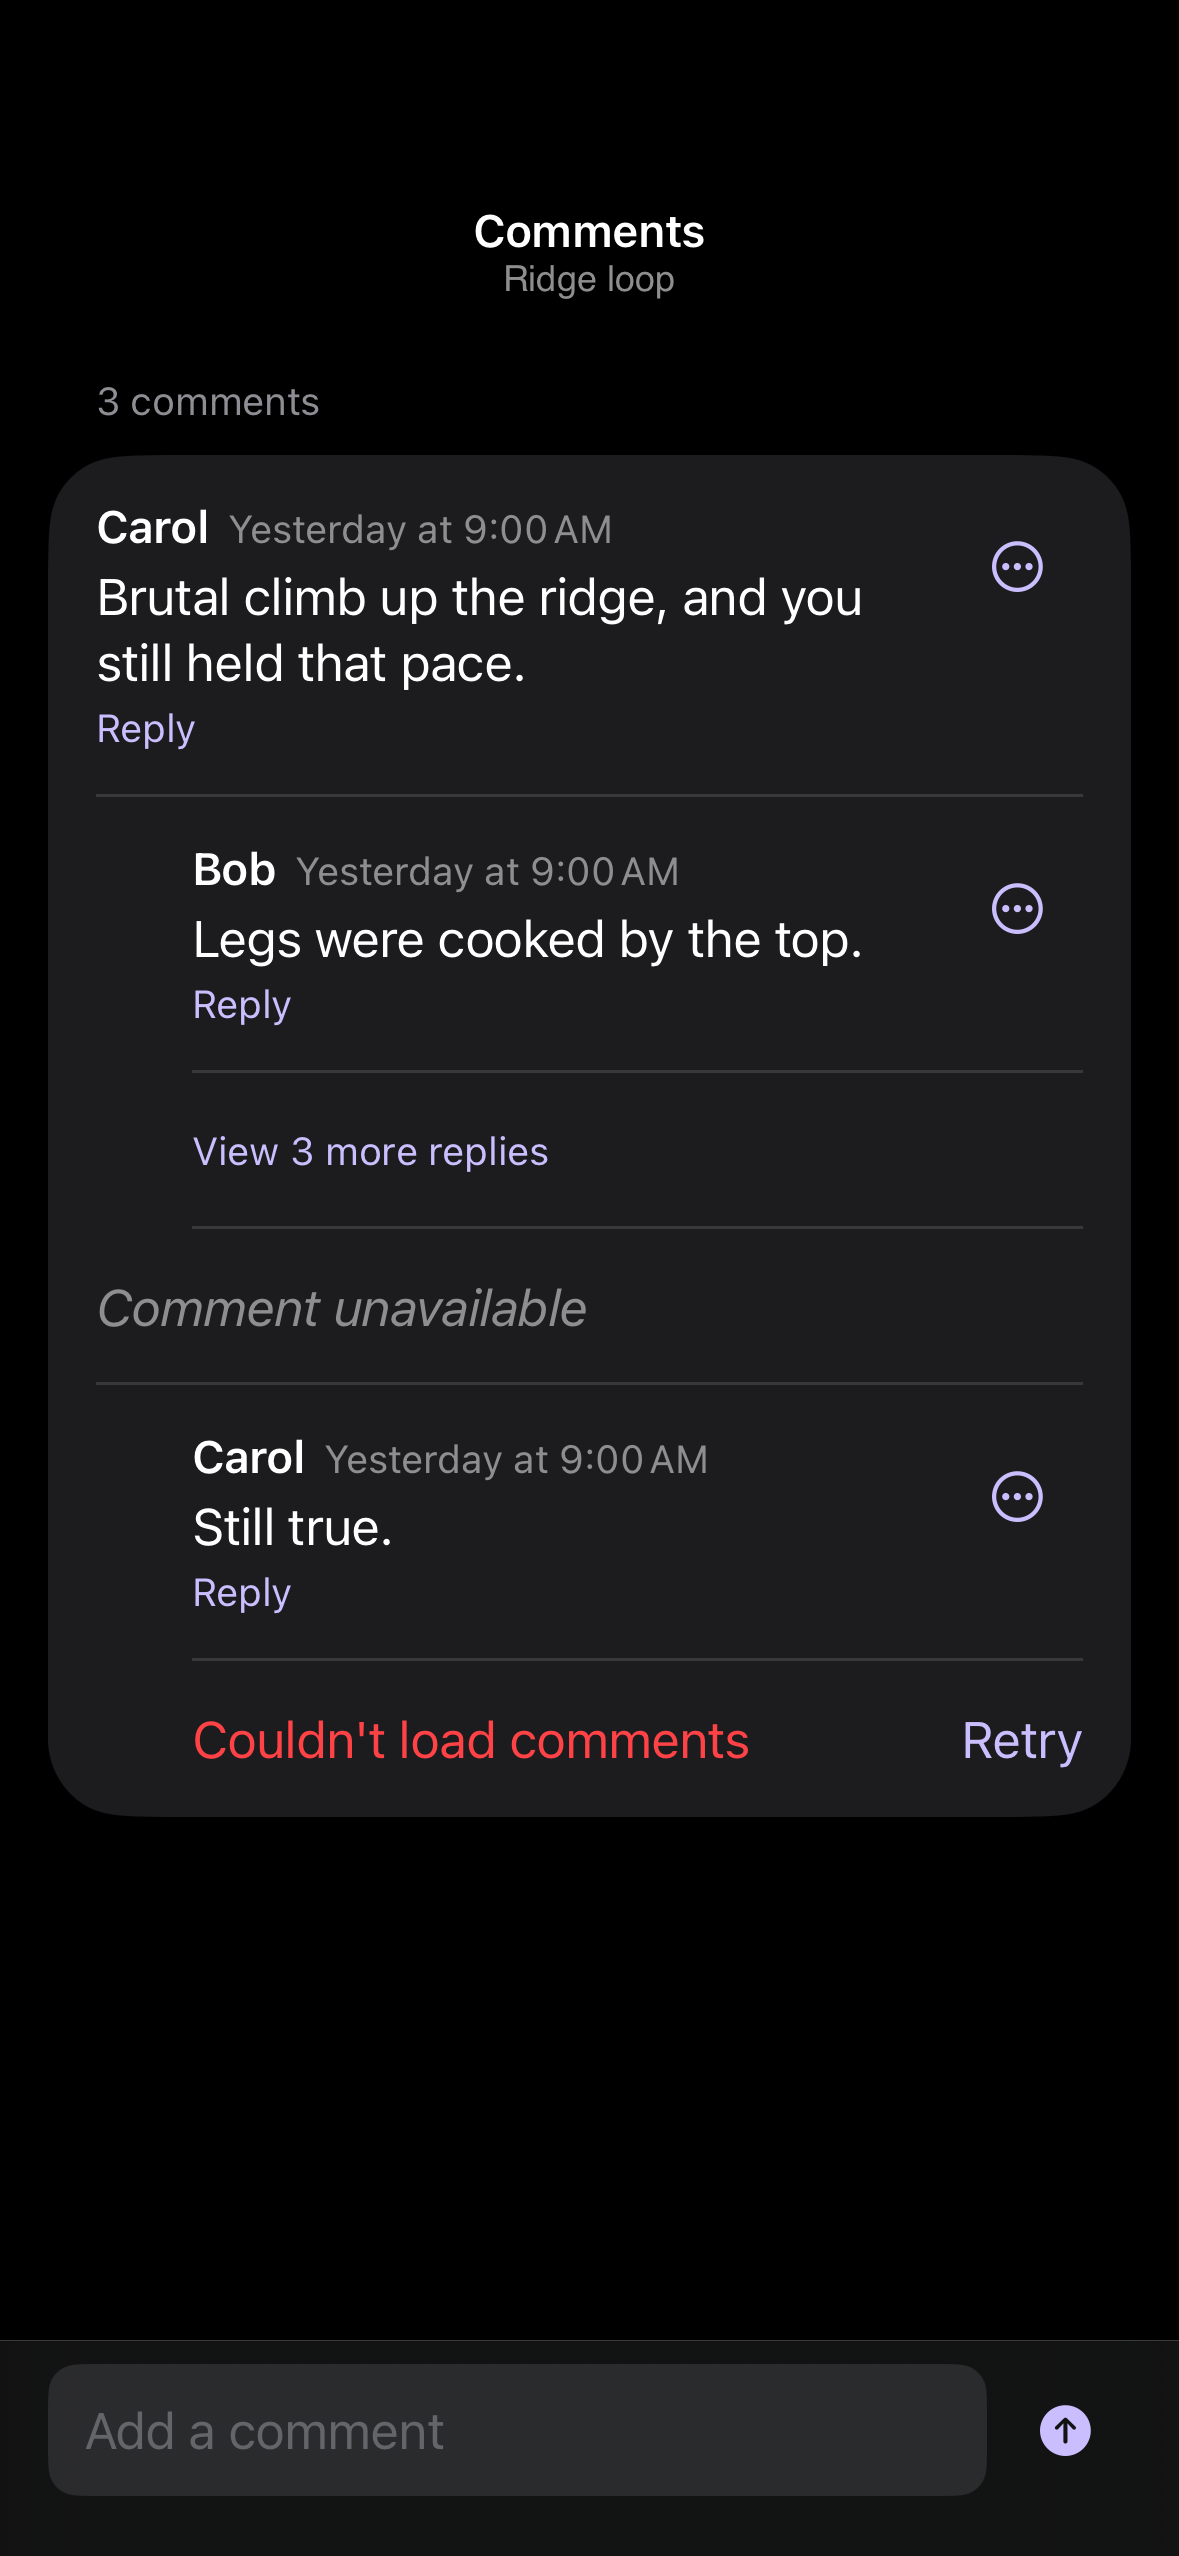 Comments
Ridge loop
3 comments
Carol Yesterday at 9:00 AM
Brutal climb up the ridge, and you
still held that pace.
Reply
Bob Yesterday at 9:00 AM
Legs were cooked by the top.
Reply
View 3 more replies
Comment unavailable
Carol Yesterday at 9:00 AM
Still true.
Reply
Couldn't load comments Retry
Add a comment